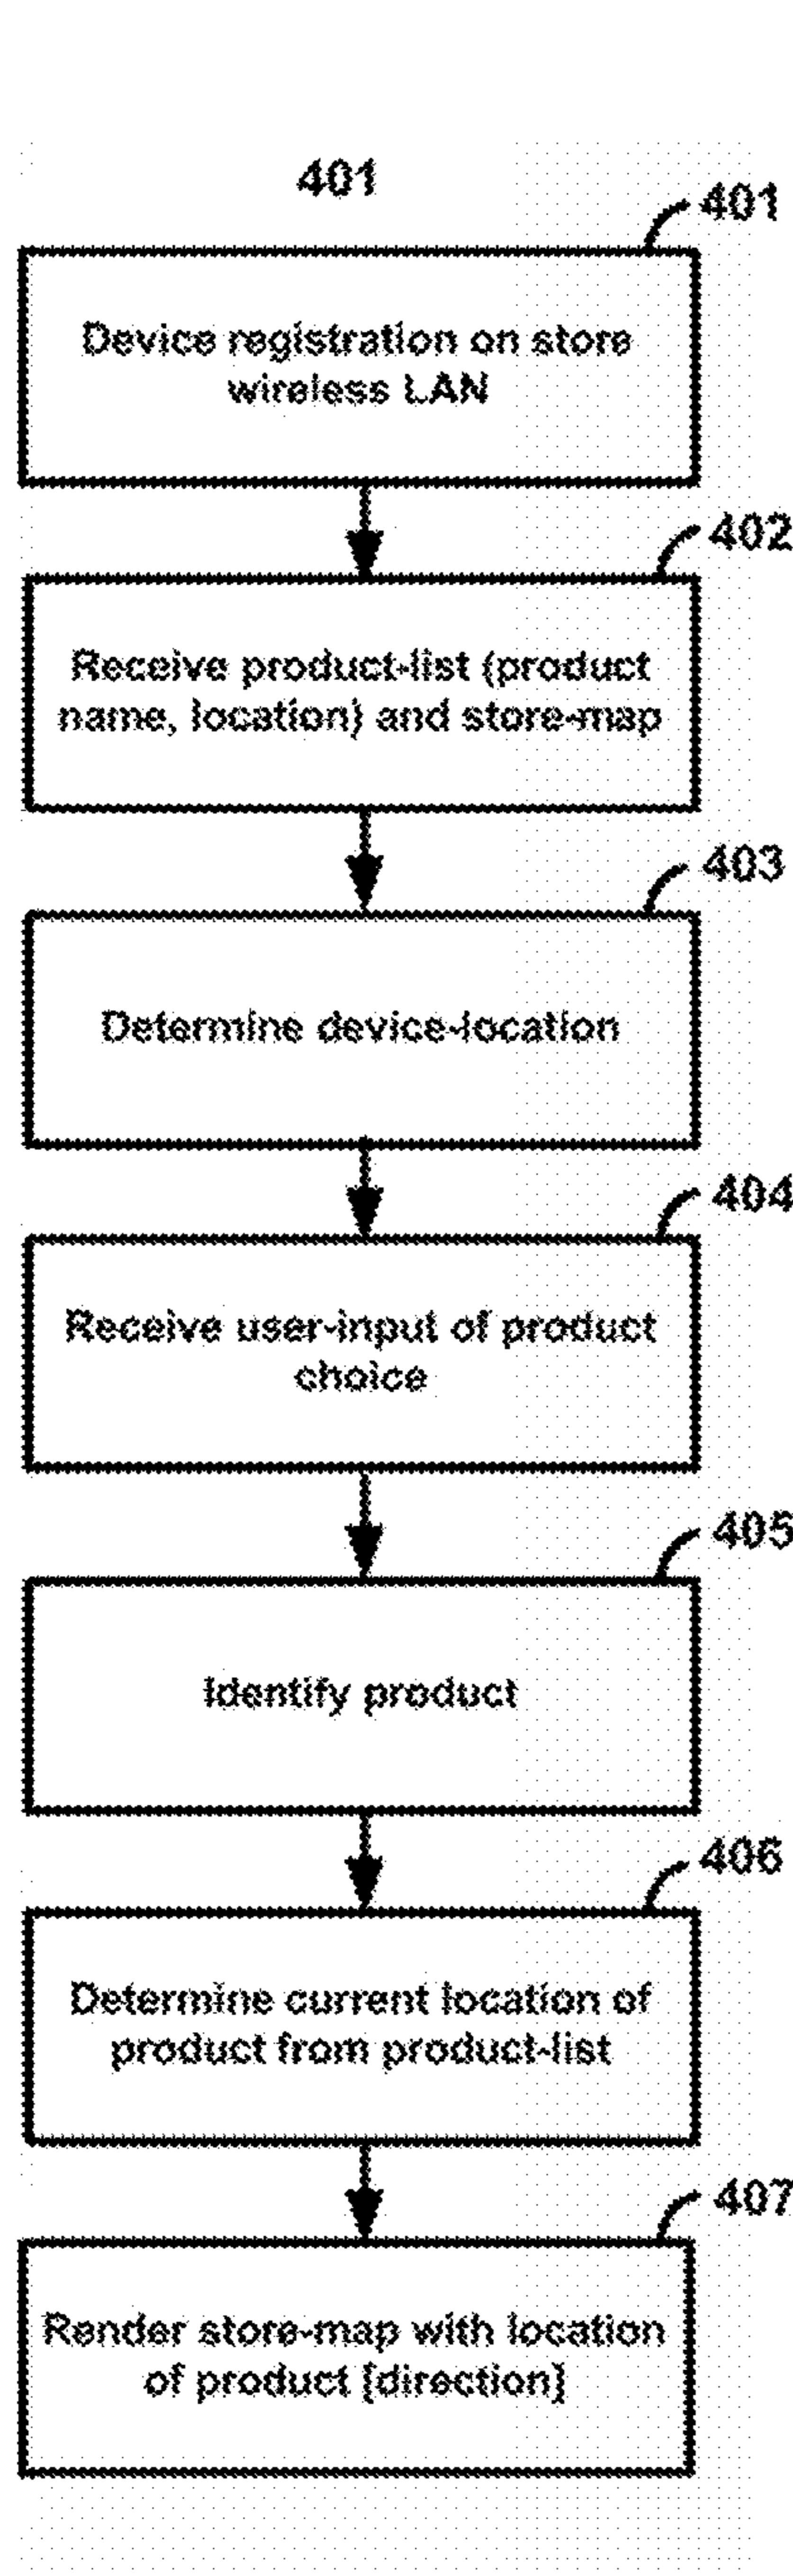 401
401
Device registration on store
wireless LAN
402
Receive product-list (product
name, location) and store-map
403
Determine device-location
404
Receive user-input of product
choice
405
Identify product
406
Determine current location of
product from product-list
407
Render store-map with location
of product [direction]